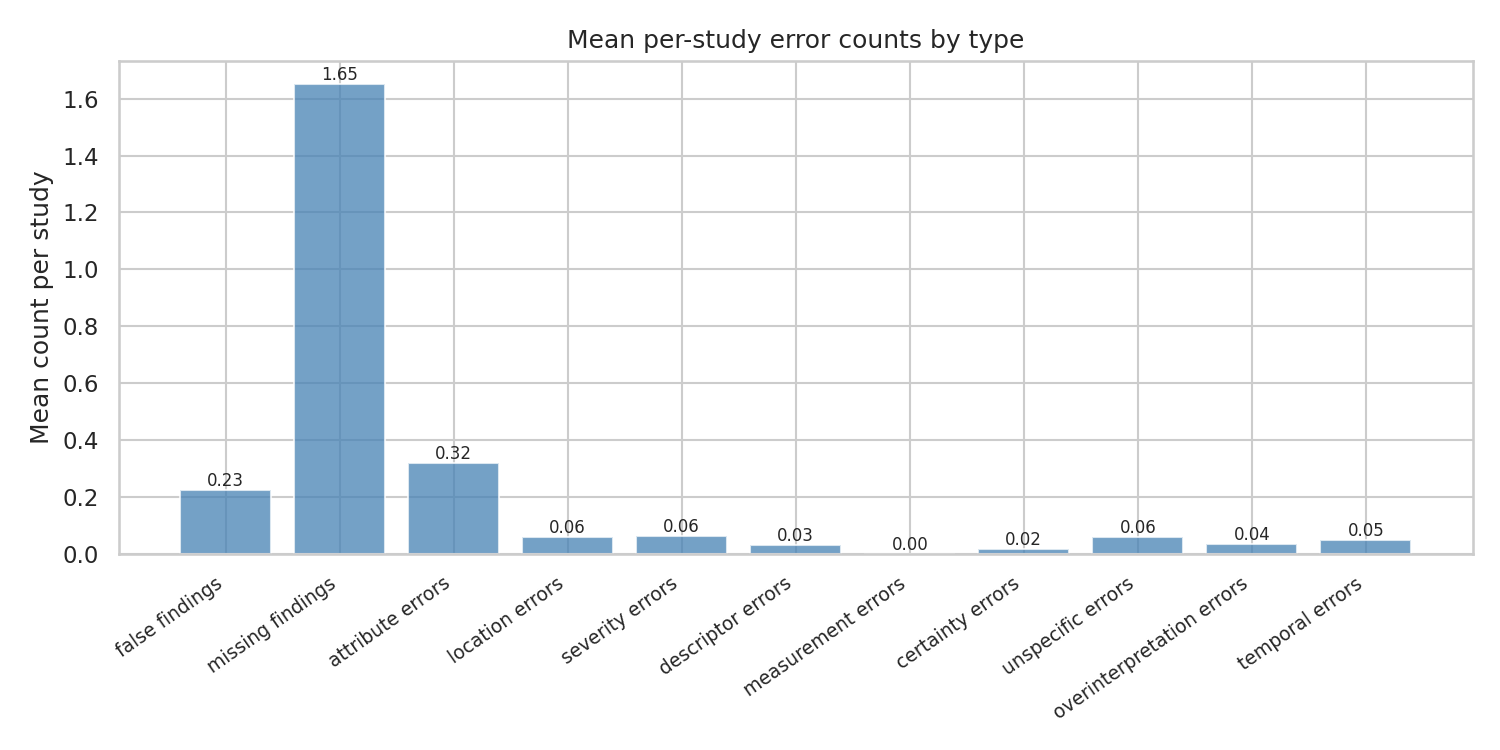 Mean per-study error counts by type
Mean count per study
1.6
1.4
1.2
1.0
0.8
0.6
0.4
0.2
0.0
0.23
1.65
0.32
0.06
0.06
0.03
0.00
0.02
0.06
0.04
0.05
false findings
missing findings
attribute errors
location errors
severity errors
descriptor errors
measurement errors
certainty errors
unspecific errors
overinterpretation errors
temporal errors